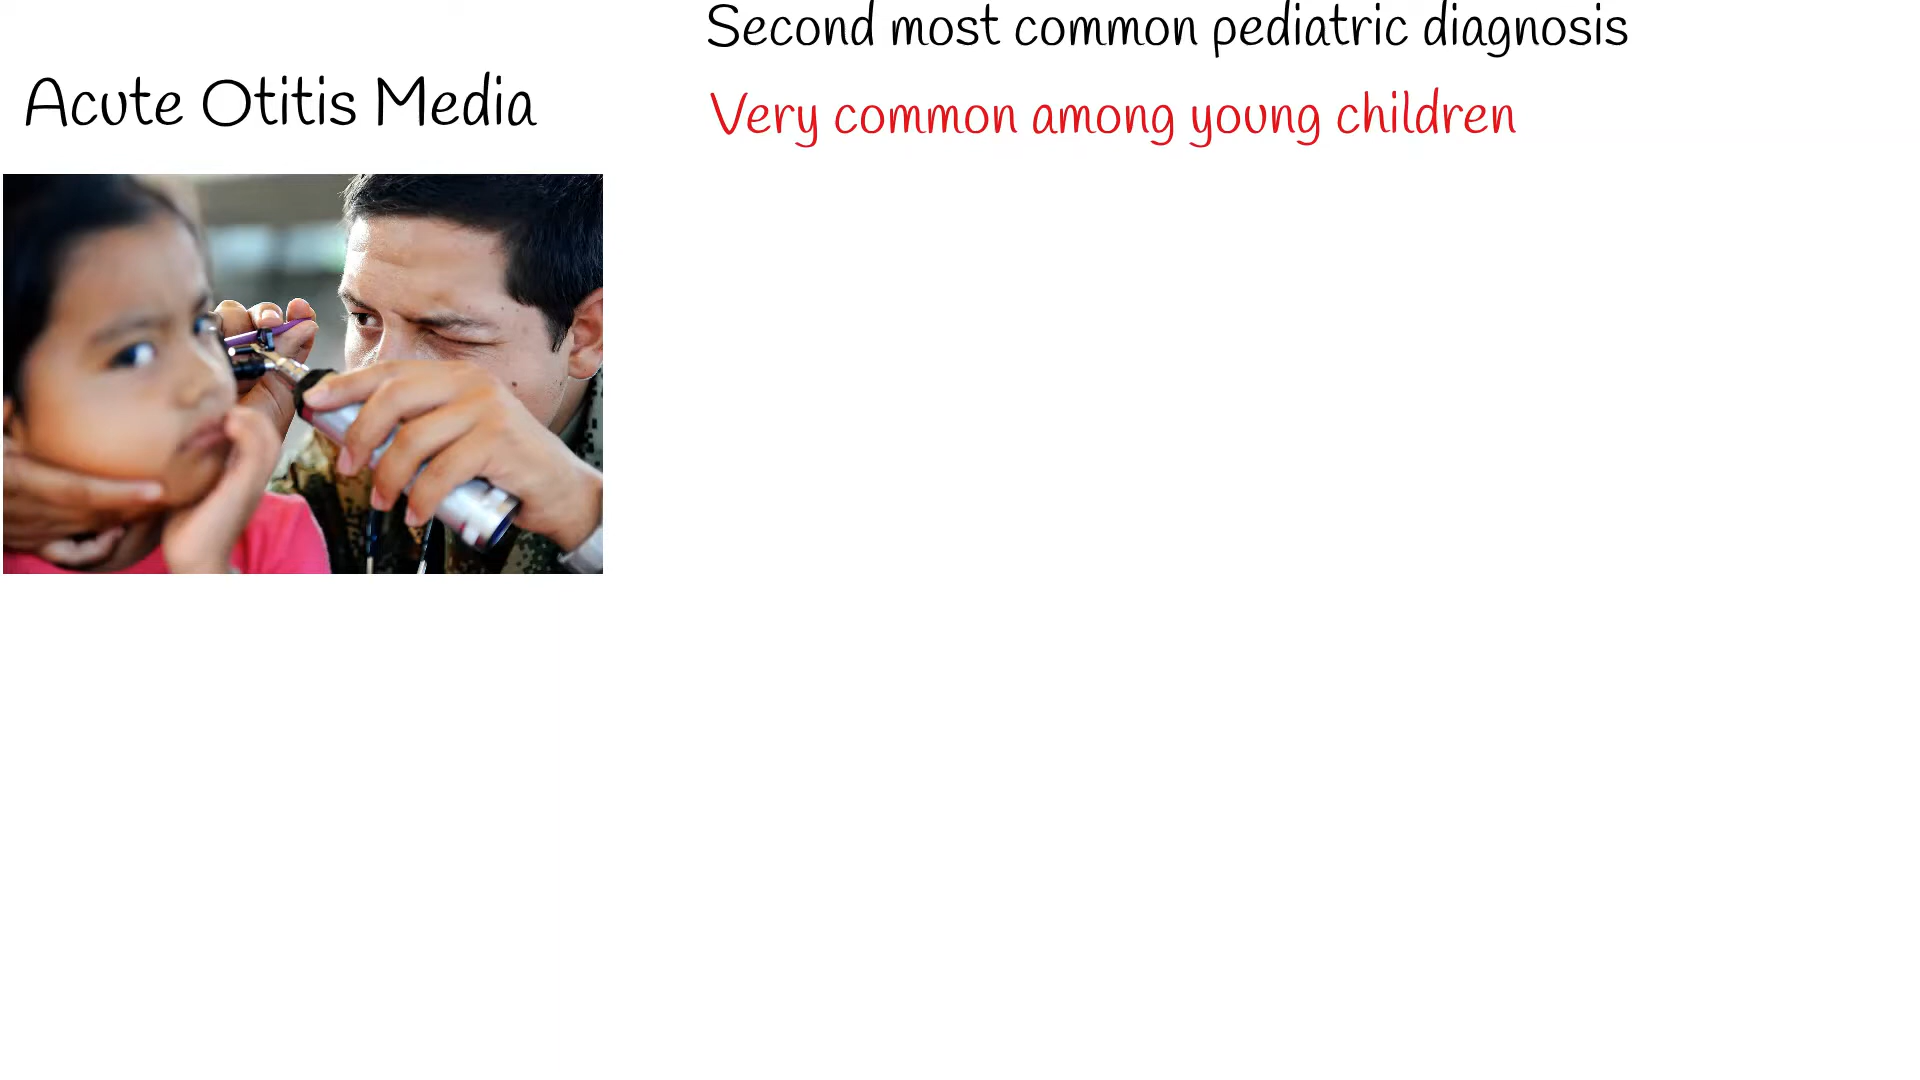 Acute Otitis Media
Second most common pediatric diagnosis
Very common among young children